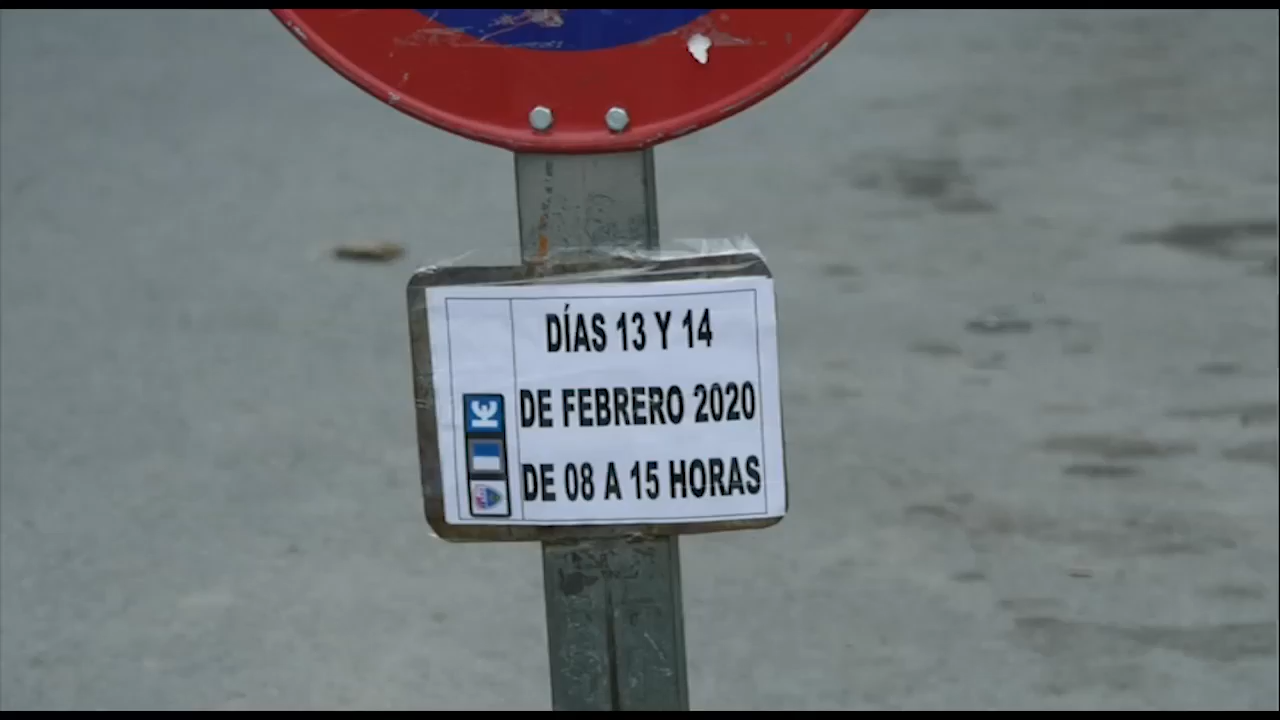 DÍAS 13 Y 14
DE FEBRERO 2020
DE 08 A 15 HORAS